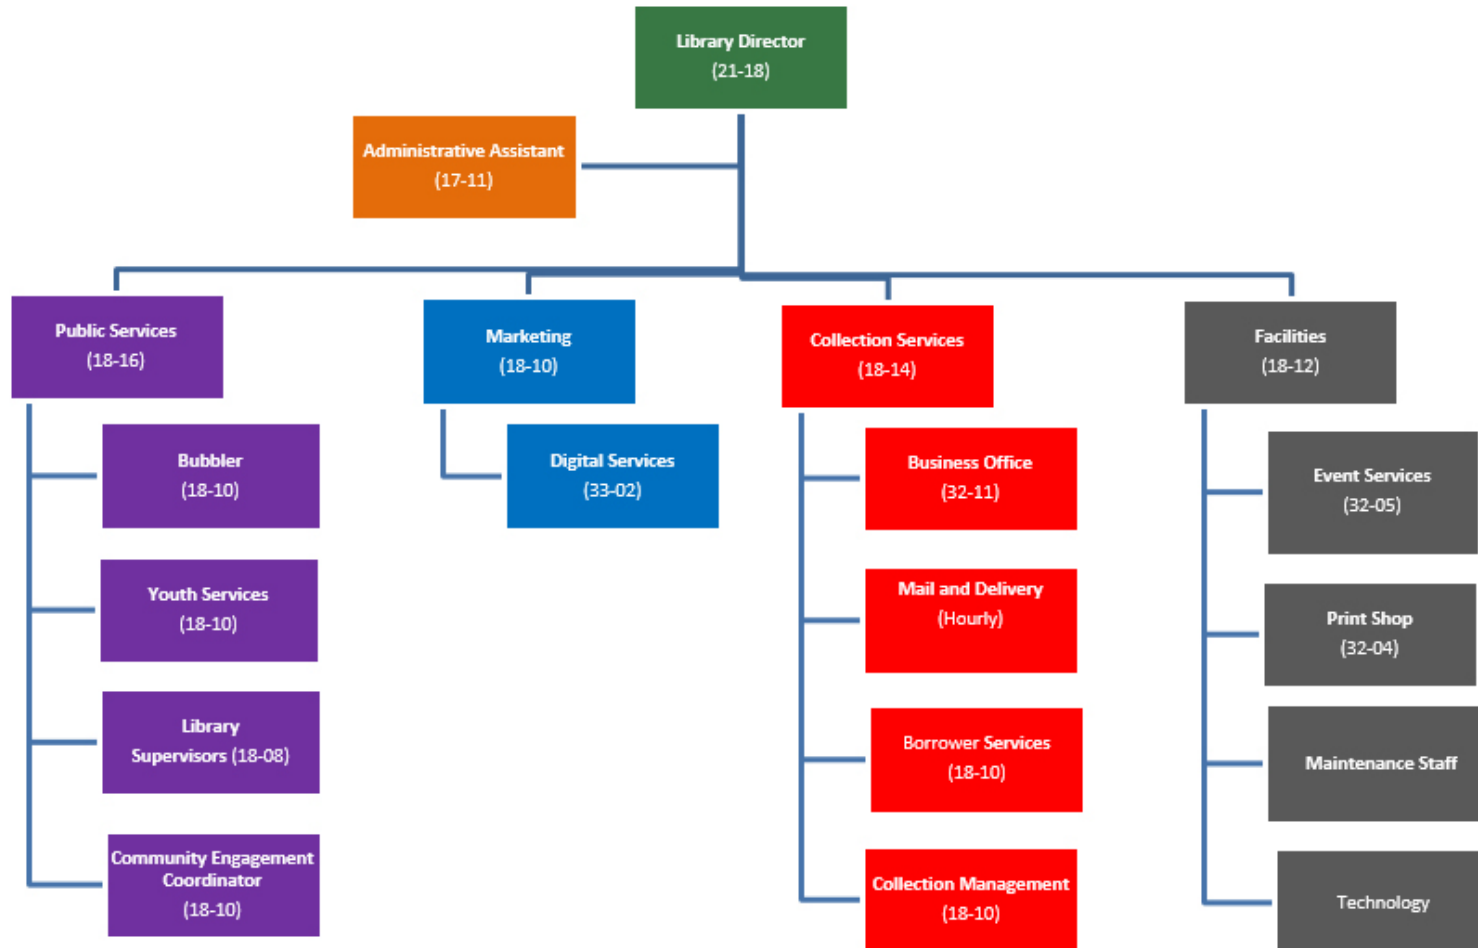 Library Director
(21-18)
Administrative Assistant
(17-11)
Public Services
(18-16)
Bubbler
(18-10)
Youth Services
(18-10)
Library
Supervisors (18-08)
Community Engagement
Coordinator
(18-10)
Marketing
(18-10)
Digital Services
(33-02)
Collection Services
(18-14)
Business Office
(32-11)
Mail and Delivery
(Hourly)
Borrower Services
(18-10)
Collection Management
(18-10)
Facilities
(18-12)
Event Services
(32-05)
Print Shop
(32-04)
Maintenance Staff
Technology